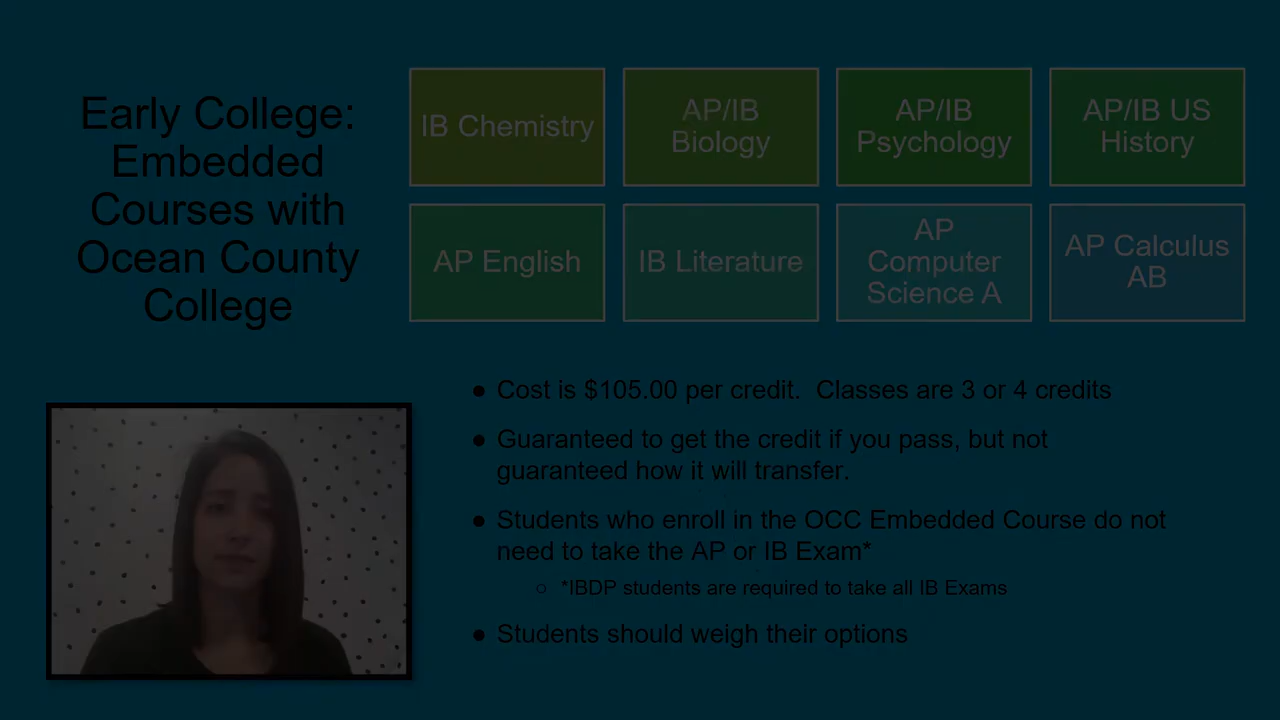 Early College:
Embedded
Courses with
Ocean County
College
IB Chemistry
AP/IB
Biology
AP/IB
Psychology
AP/IB US
History
AP English
IB Literature
AP
Computer
Science A
AP Calculus
AB
● Cost is $105.00 per credit.  Classes are 3 or 4 credits
● Guaranteed to get the credit if you pass, but not
guaranteed how it will transfer.
● Students who enroll in the OCC Embedded Course do not
need to take the AP or IB Exam*
○ *IBDP students are required to take all IB Exams
● Students should weigh their options